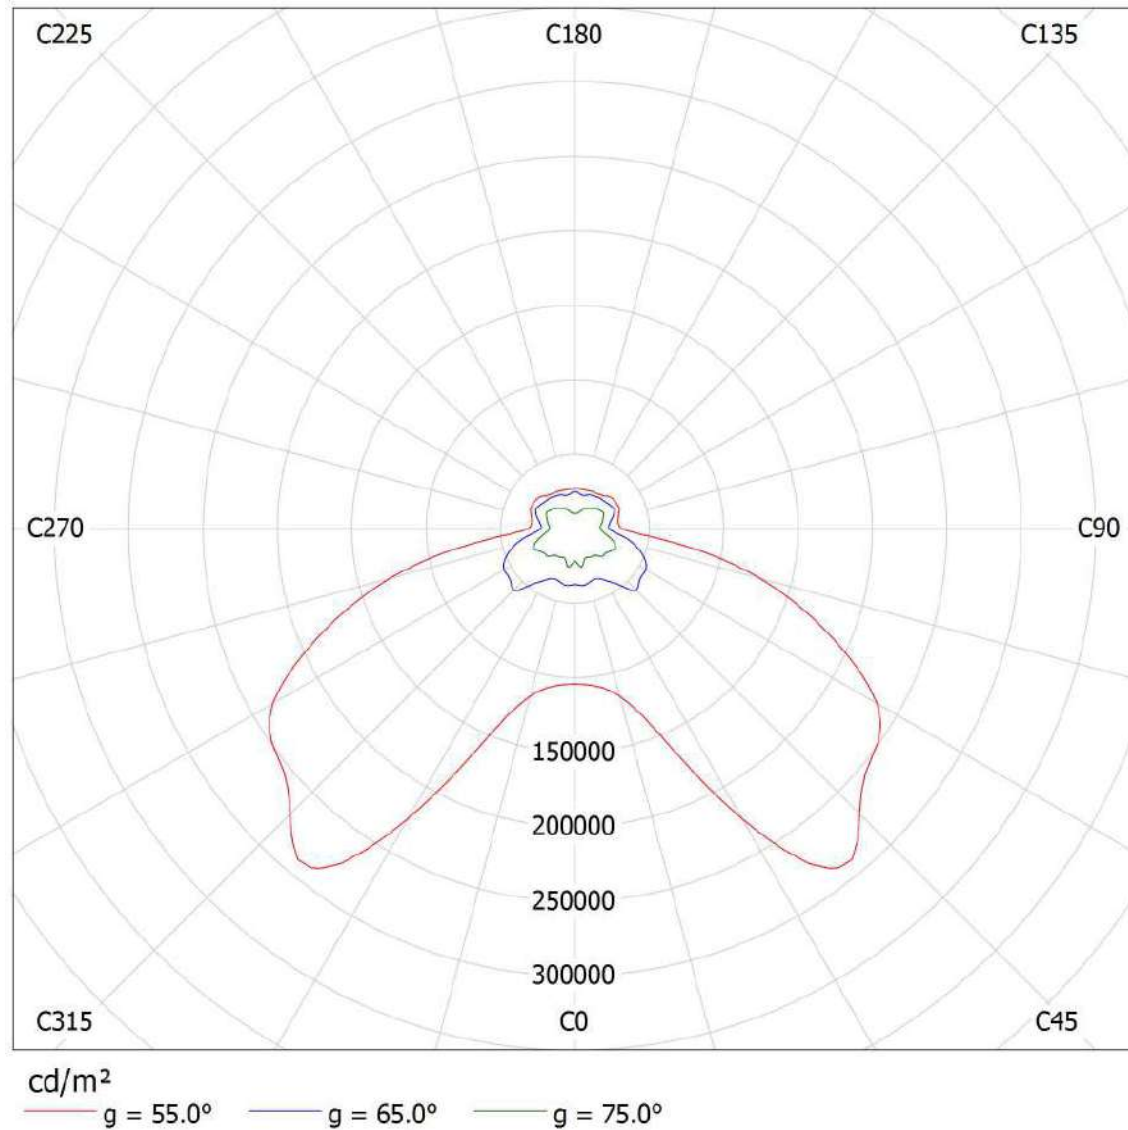 C225 C180 C135
C270 C90
150000
200000
250000
300000
C315 C0 C45
cd/m²
g = 55.0° g = 65.0° g = 75.0°